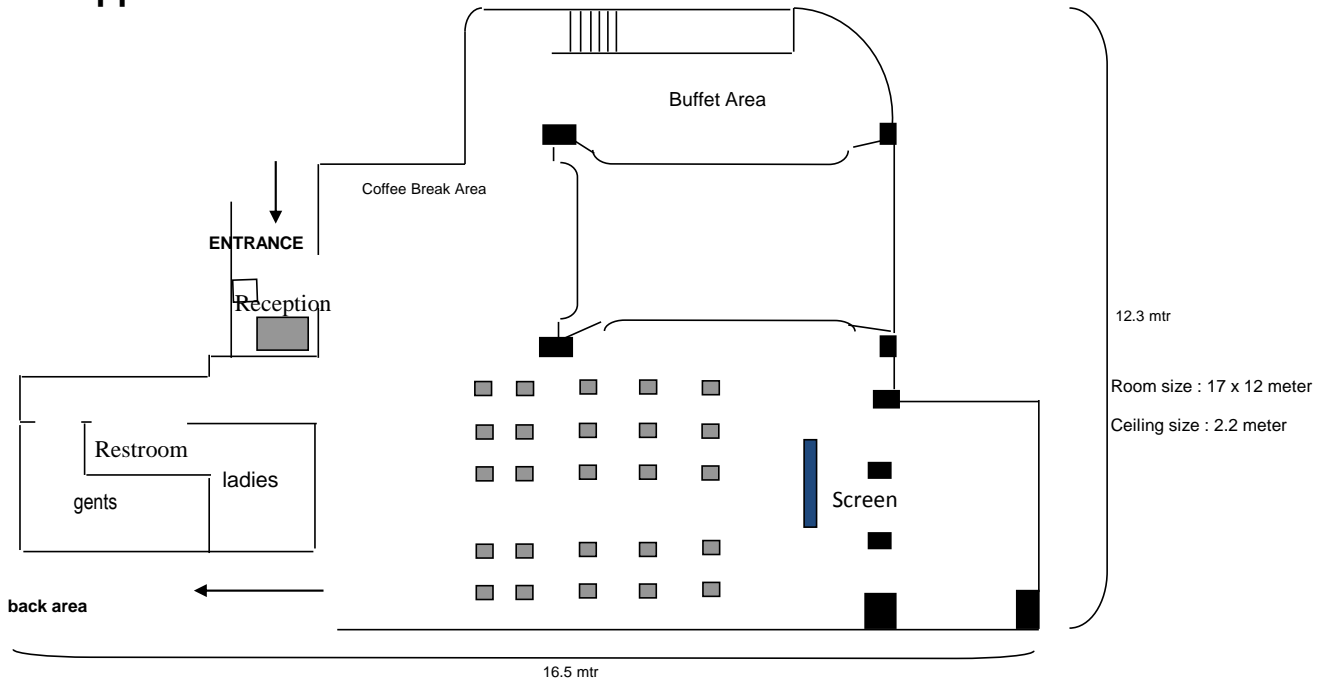 Buffet Area
Coffee Break Area
ENTRANCE
Reception
12.3 mtr
Room size : 17 x 12 meter
Ceiling size : 2.2 meter
Restroom
ladies
gents
Screen
back area
16.5 mtr